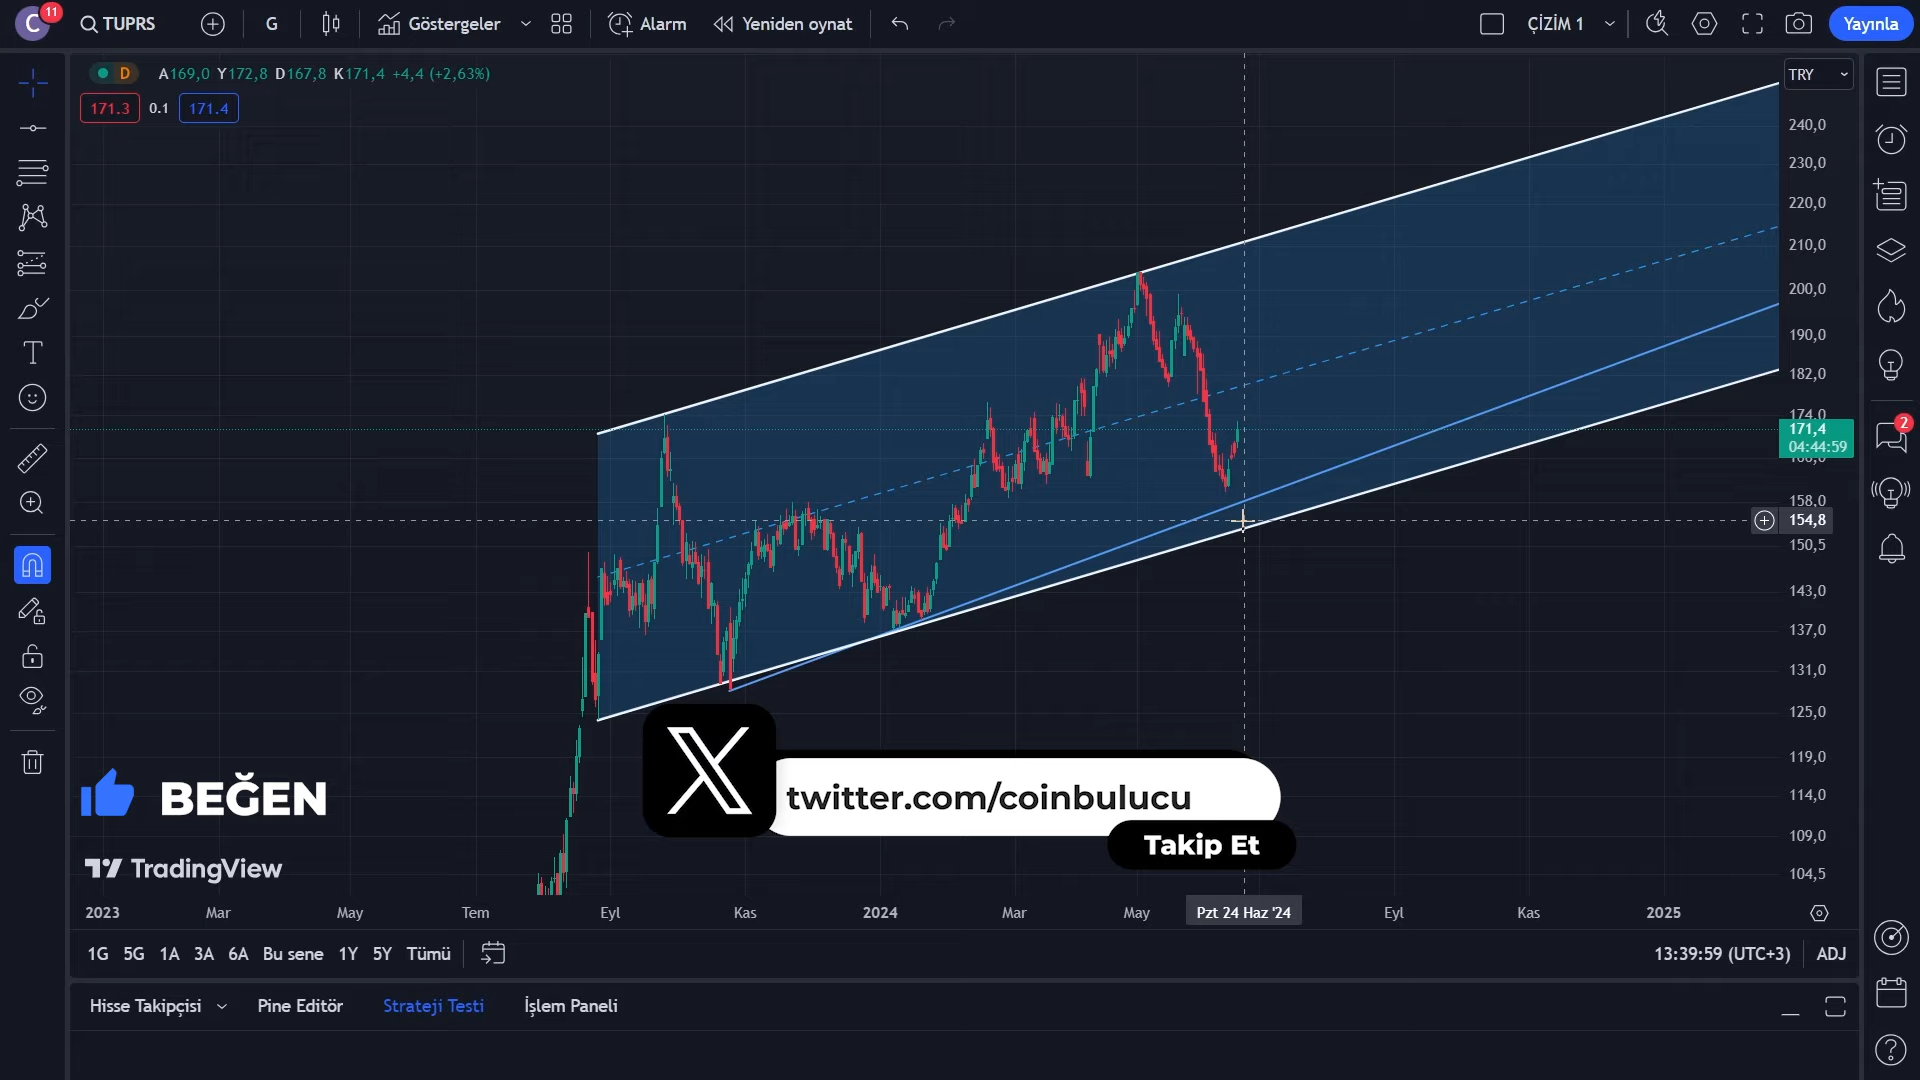 C
11
TUPRS
G
Göstergeler
Alarm
Yeniden oynat
ÇİZİM 1
Yayınla
D
A169,0 Y172,8 D167,8 K171,4 +4,4 (+2,63%)
171.3
0.1
171.4
TRY
240,0
230,0
220,0
210,0
200,0
190,0
182,0
174,0
171,4
04:44:59
166,0
158,0
154,8
150,5
143,0
137,0
131,0
125,0
119,0
114,0
109,0
104,5
2
BEĞEN
TradingView
twitter.com/coinbulucu
Takip Et
2023
Mar
May
Tem
Eyl
Kas
2024
Mar
May
Pzt 24 Haz '24
Eyl
Kas
2025
1G 5G 1A 3A 6A Bu sene 1Y 5Y Tümü
13:39:59 (UTC+3)
ADJ
Hisse Takipçisi
Pine Editör
Strateji Testi
İşlem Paneli